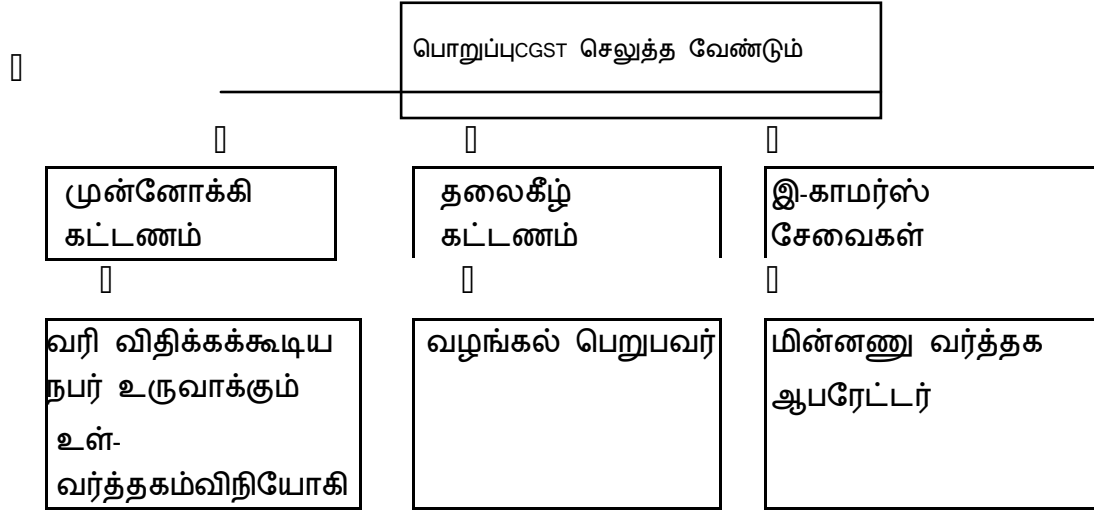 பொறுப்புCGST செலுத்த வேண்டும்
முன்னோக்கி
கட்டணம்
தலைகீழ்
கட்டணம்
இ-காமர்ஸ்
சேவைகள்
வரி விதிக்கக்கூடிய
நபர் உருவாக்கும்
உள்-
வர்த்தகம்விநியோகி
வழங்கல் பெறுபவர்
மின்னணு வர்த்தக
ஆபரேட்டர்